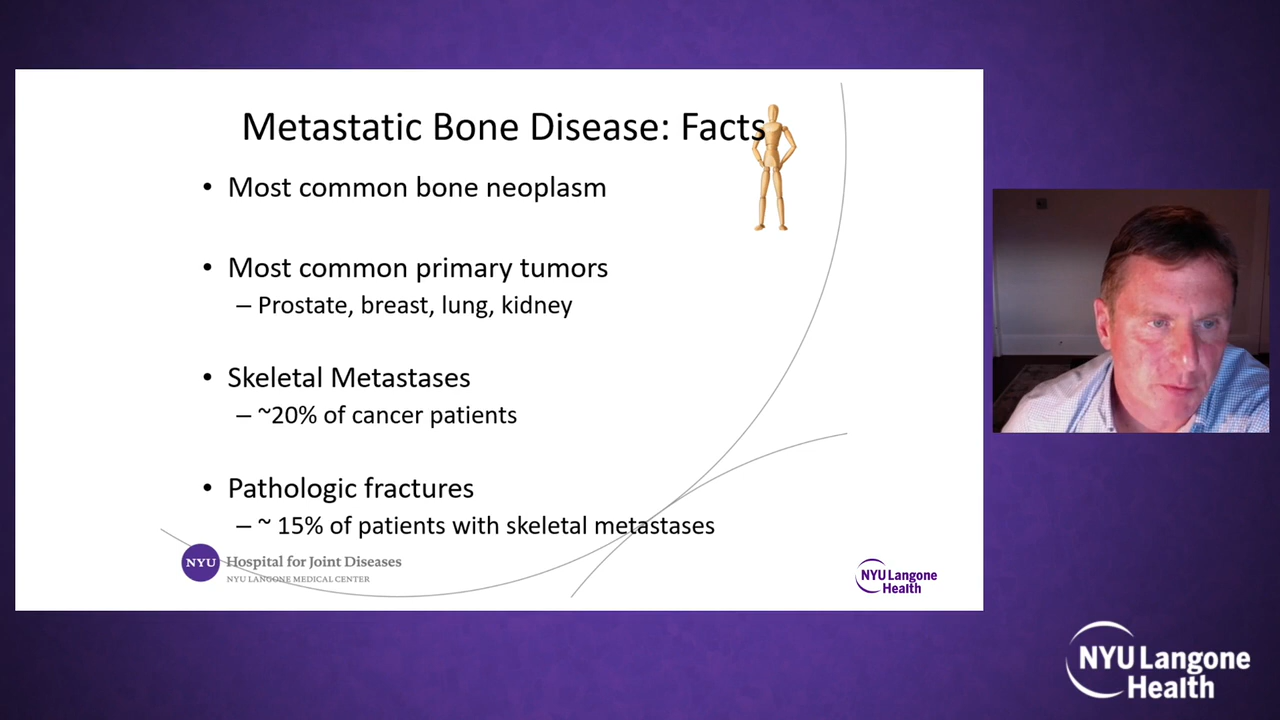 Metastatic Bone Disease: Facts
• Most common bone neoplasm
• Most common primary tumors
– Prostate, breast, lung, kidney
• Skeletal Metastases
– ~20% of cancer patients
• Pathologic fractures
– ~ 15% of patients with skeletal metastases
NYU
Hospital for Joint Diseases
NYU LANGONE MEDICAL CENTER
NYU Langone
Health
NYU Langone
Health